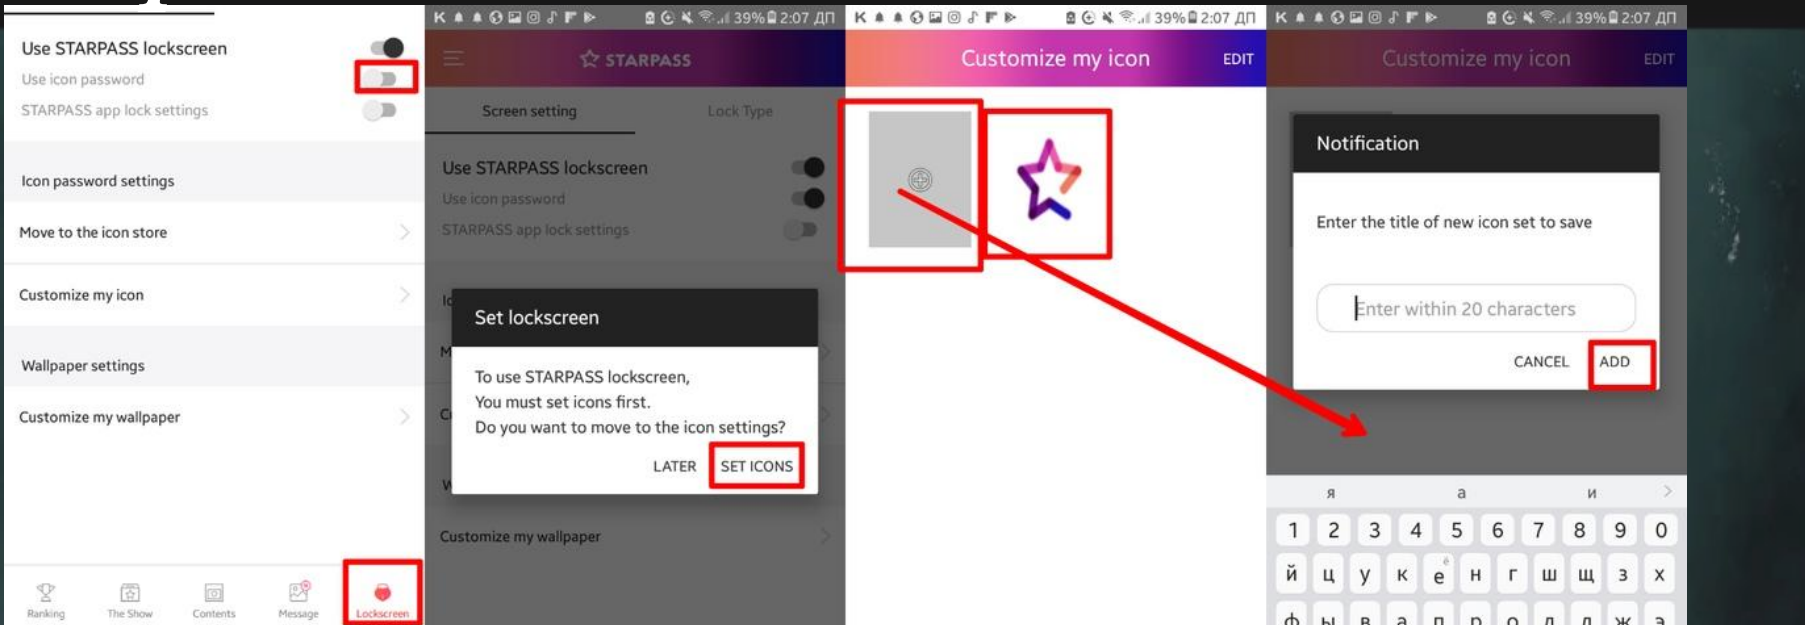 Use STARPASS lockscreen
Use icon password
STARPASS app lock settings
Icon password settings
Move to the icon store
Customize my icon
Wallpaper settings
Customize my wallpaper
Ranking
The Show
Contents
Message
Lockscreen
39% 2:07 ДП
STARPASS
Screen setting
Lock Type
Use STARPASS lockscreen
Use icon password
STARPASS app lock settings
Set lockscreen
To use STARPASS lockscreen,
You must set icons first.
Do you want to move to the icon settings?
LATER SET ICONS
Customize my wallpaper
39% 2:07 ДП
Customize my icon
EDIT
39% 2:07 ДП
Customize my icon
EDIT
Notification
Enter the title of new icon set to save
Enter within 20 characters
CANCEL ADD
я а и
1 2 3 4 5 6 7 8 9 0
й ц у к е н г ш щ з х
ф ы в а п р о л д ж э